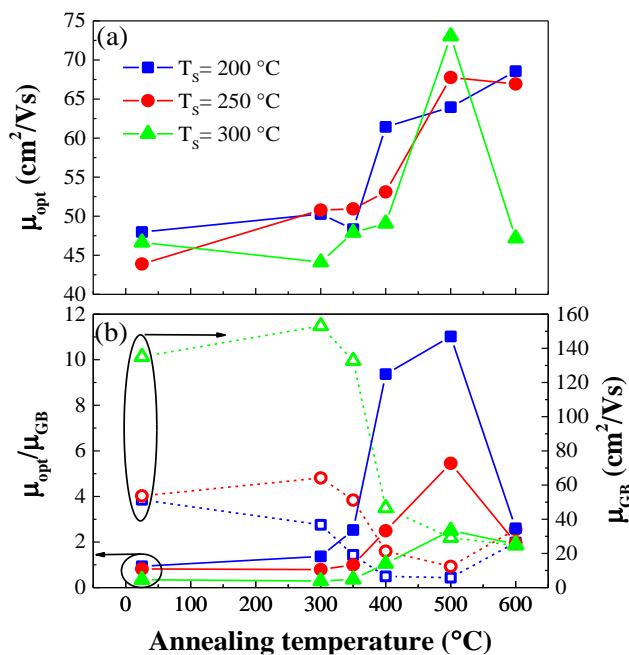 (a)
T_s= 200 °C
T_s= 250 °C
T_s= 300 °C
75
70
65
60
55
50
45
40
μ_opt (cm²/Vs)
(b)
12
10
8
6
4
2
0
μ_opt/μ_GB
160
140
120
100
80
60
40
20
0
μ_GB (cm²/Vs)
0 100 200 300 400 500 600
Annealing temperature (°C)